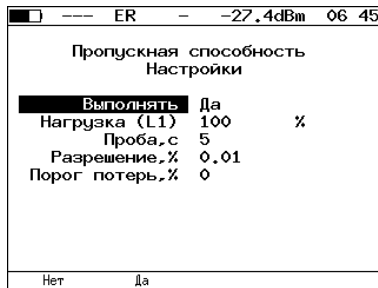 --- ER - -27.4dBm 06 45
Пропускная способность
Настройки
Выполнять Да
Нагрузка (L1) 100 %
Проба,с 5
Разрешение,% 0.01
Порог потерь,% 0
Нет Да